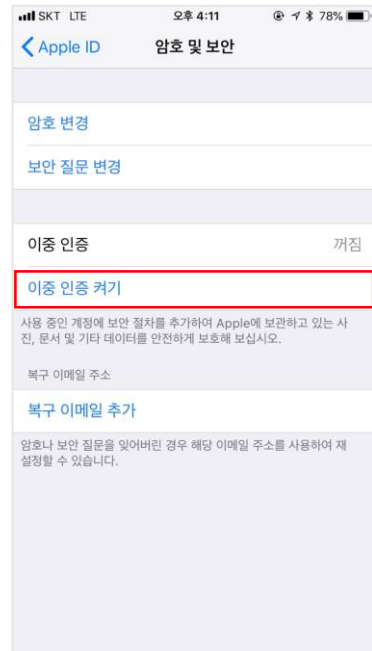 SKT LTE 오후 4:11 78%
Apple ID 암호 및 보안
암호 변경
보안 질문 변경
이중 인증 꺼짐
이중 인증 켜기
사용 중인 계정에 보안 절차를 추가하여 Apple에 보관하고 있는 사
진, 문서 및 기타 데이터를 안전하게 보호해 보십시오.
복구 이메일 주소
복구 이메일 추가
암호나 보안 질문을 잊어버린 경우 해당 이메일 주소를 사용하여 재
설정할 수 있습니다.